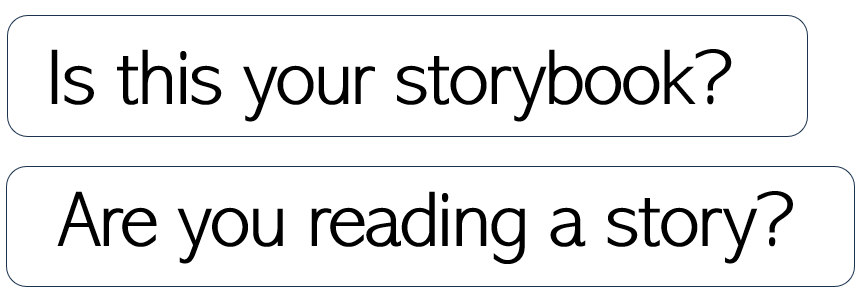 Is this your storybook?
Are you reading a story?